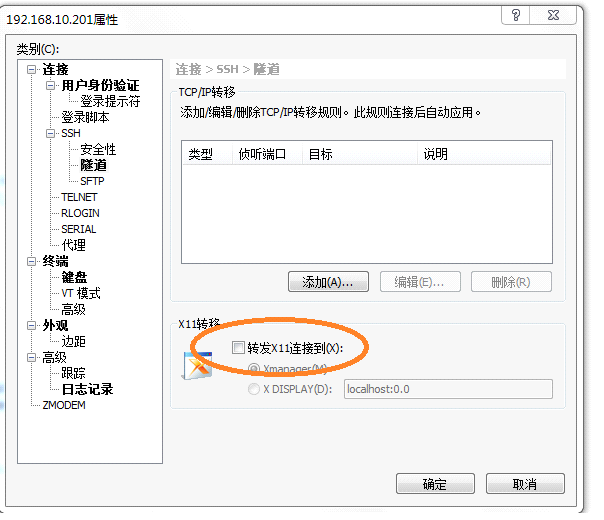 192.168.10.201属性
类别(C):
连接
用户身份验证
登录提示符
登录脚本
SSH
安全性
隧道
SFTP
TELNET
RLOGIN
SERIAL
代理
终端
键盘
VT 模式
高级
外观
边距
高级
跟踪
日志记录
ZMODEM
连接 > SSH > 隧道
TCP/IP转移
添加/编辑/删除TCP/IP转移规则。此规则连接后自动应用。
类型 侦听端口 目标 说明
添加(A)... 编辑(E)... 删除(R)
X11转移
转发X11连接到(X):
Xmanager(M)
X DISPLAY(D): localhost:0.0
确定 取消